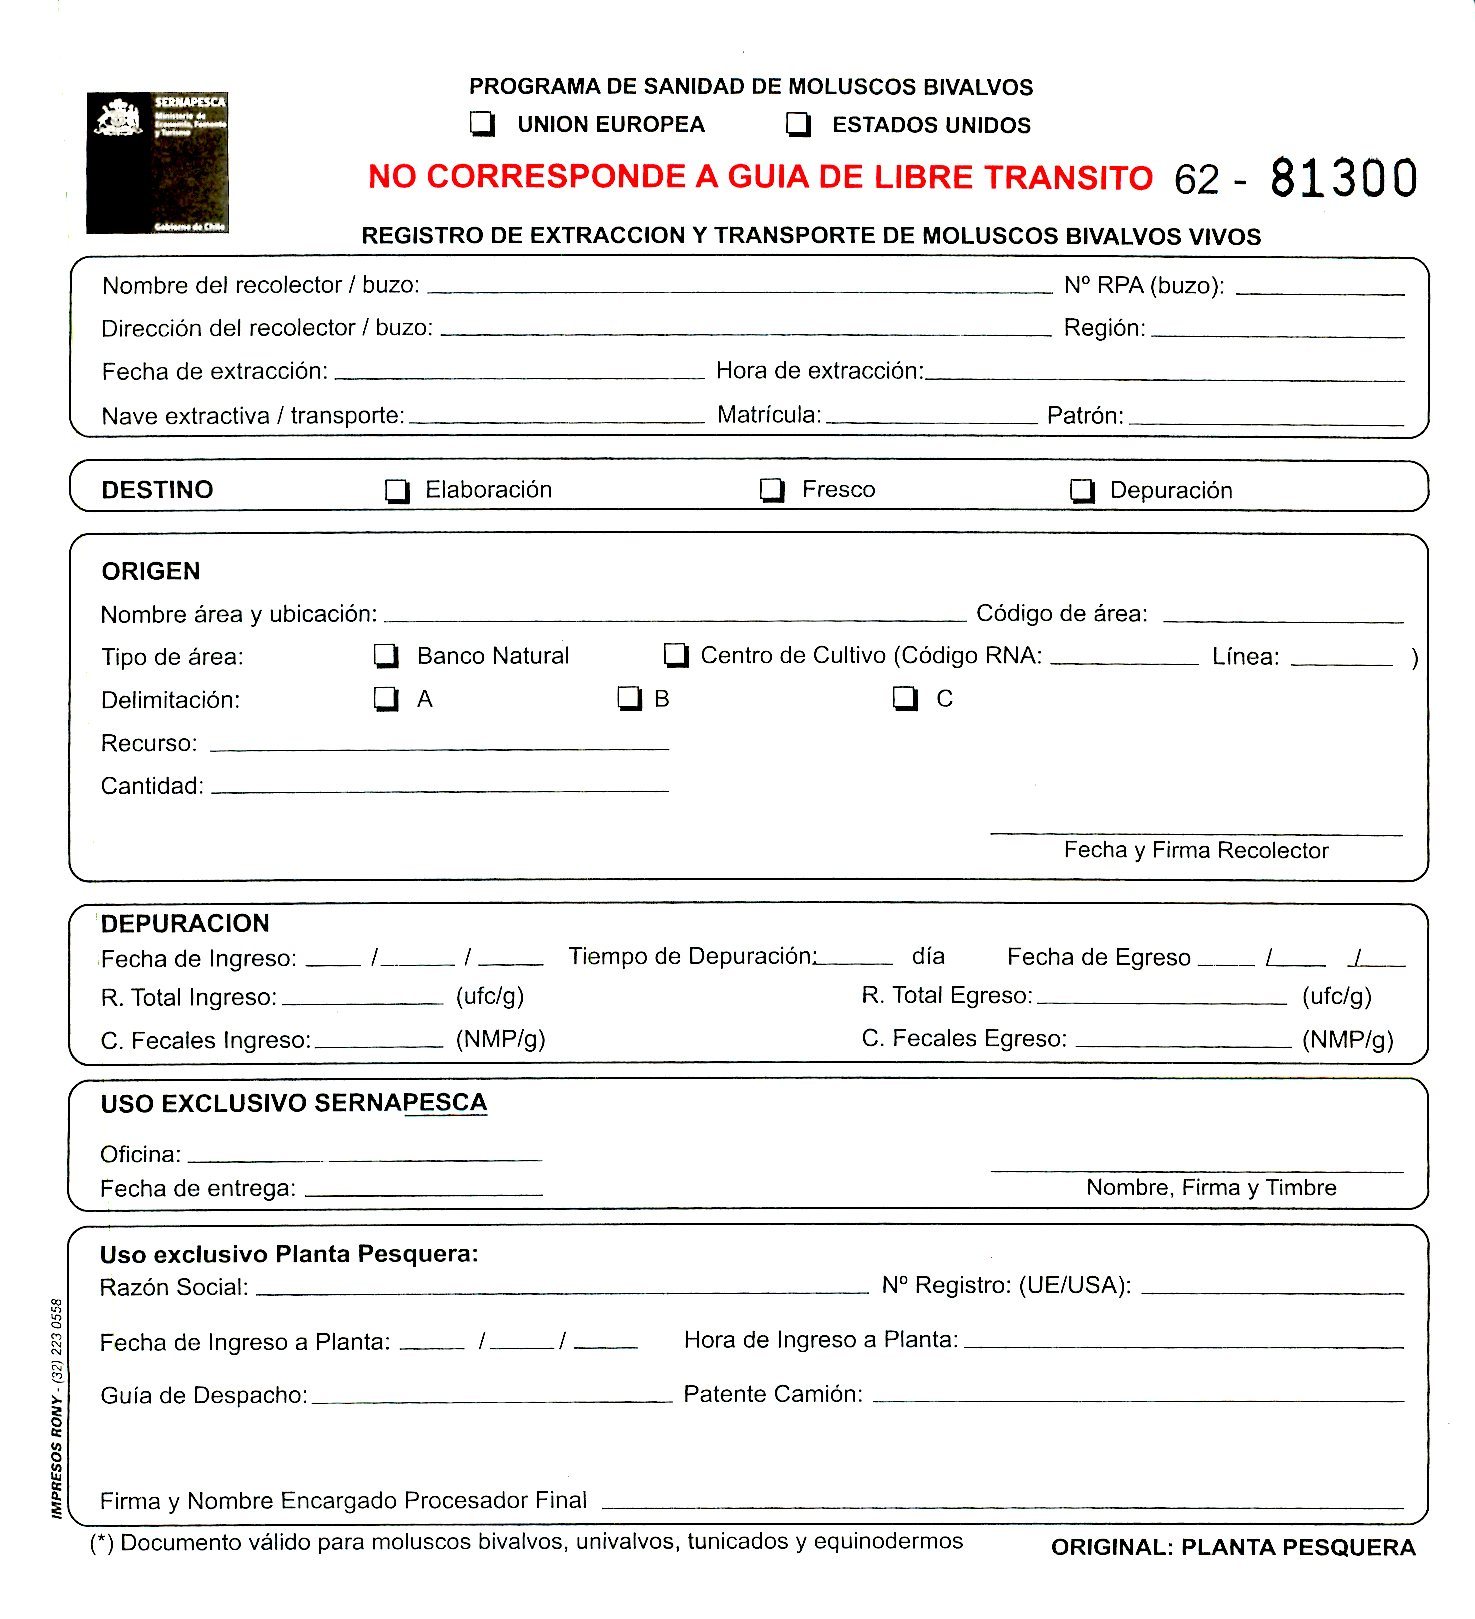 PROGRAMA DE SANIDAD DE MOLUSCOS BIVALVOS
UNION EUROPEA ESTADOS UNIDOS
SERNAPESCA
Ministerio de
Economía, Fomento
y Turismo
Gobierno de Chile
NO CORRESPONDE A GUIA DE LIBRE TRANSITO 62 - 81300
REGISTRO DE EXTRACCION Y TRANSPORTE DE MOLUSCOS BIVALVOS VIVOS
Nombre del recolector / buzo: Nº RPA (buzo):
Dirección del recolector / buzo: Región:
Fecha de extracción: Hora de extracción:
Nave extractiva / transporte: Matrícula: Patrón:
DESTINO Elaboración Fresco Depuración
ORIGEN
Nombre área y ubicación: Código de área:
Tipo de área: Banco Natural Centro de Cultivo (Código RNA: Línea: )
Delimitación: A B C
Recurso:
Cantidad:
Fecha y Firma Recolector
DEPURACION
Fecha de Ingreso: / / Tiempo de Depuración: día Fecha de Egreso / /
R. Total Ingreso: (ufc/g) R. Total Egreso: (ufc/g)
C. Fecales Ingreso: (NMP/g) C. Fecales Egreso: (NMP/g)
USO EXCLUSIVO SERNAPESCA
Oficina:
Fecha de entrega: Nombre, Firma y Timbre
Uso exclusivo Planta Pesquera:
Razón Social: Nº Registro: (UE/USA):
Fecha de Ingreso a Planta: / / Hora de Ingreso a Planta:
Guía de Despacho: Patente Camión:
Firma y Nombre Encargado Procesador Final
(*) Documento válido para moluscos bivalvos, univalvos, tunicados y equinodermos
ORIGINAL: PLANTA PESQUERA
IMPRESOS RONY - (32) 223 0558